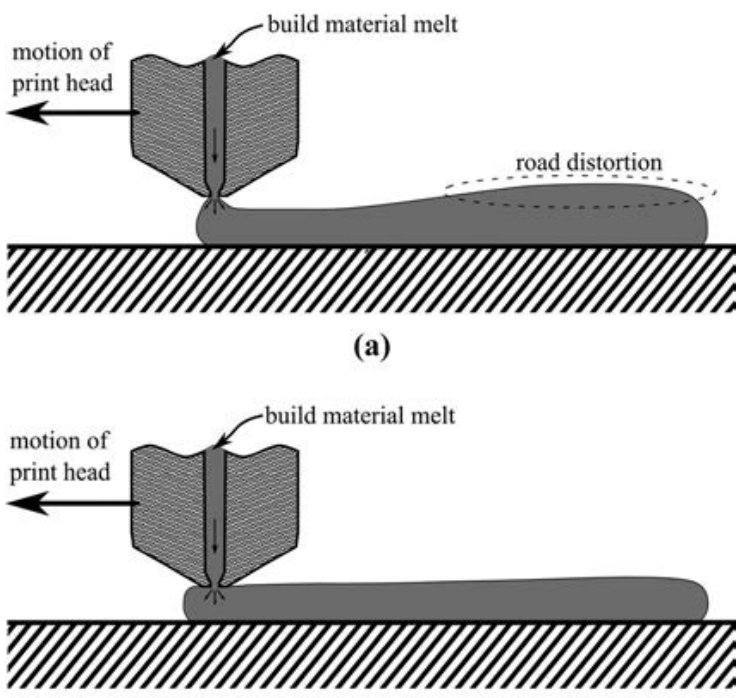 build material melt
motion of
print head
road distortion
(a)
build material melt
motion of
print head